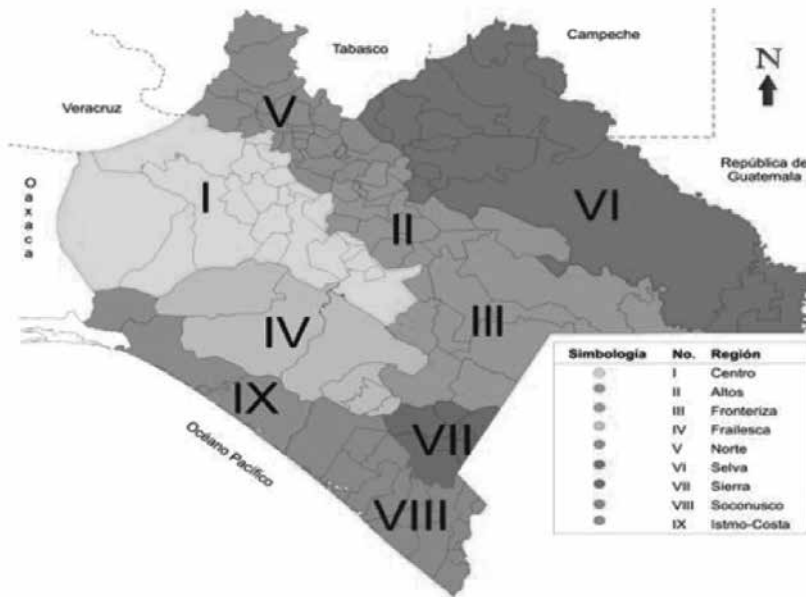 Campeche
Tabasco
N
Veracruz
V
República de
Guatemala
Oaxaca
I
VI
II
III
IV
IX
VII
VIII
Océano Pacífico
Simbología No. Región
I Centro
II Altos
III Fronteriza
IV Frailesca
V Norte
VI Selva
VII Sierra
VIII Soconusco
IX Istmo-Costa